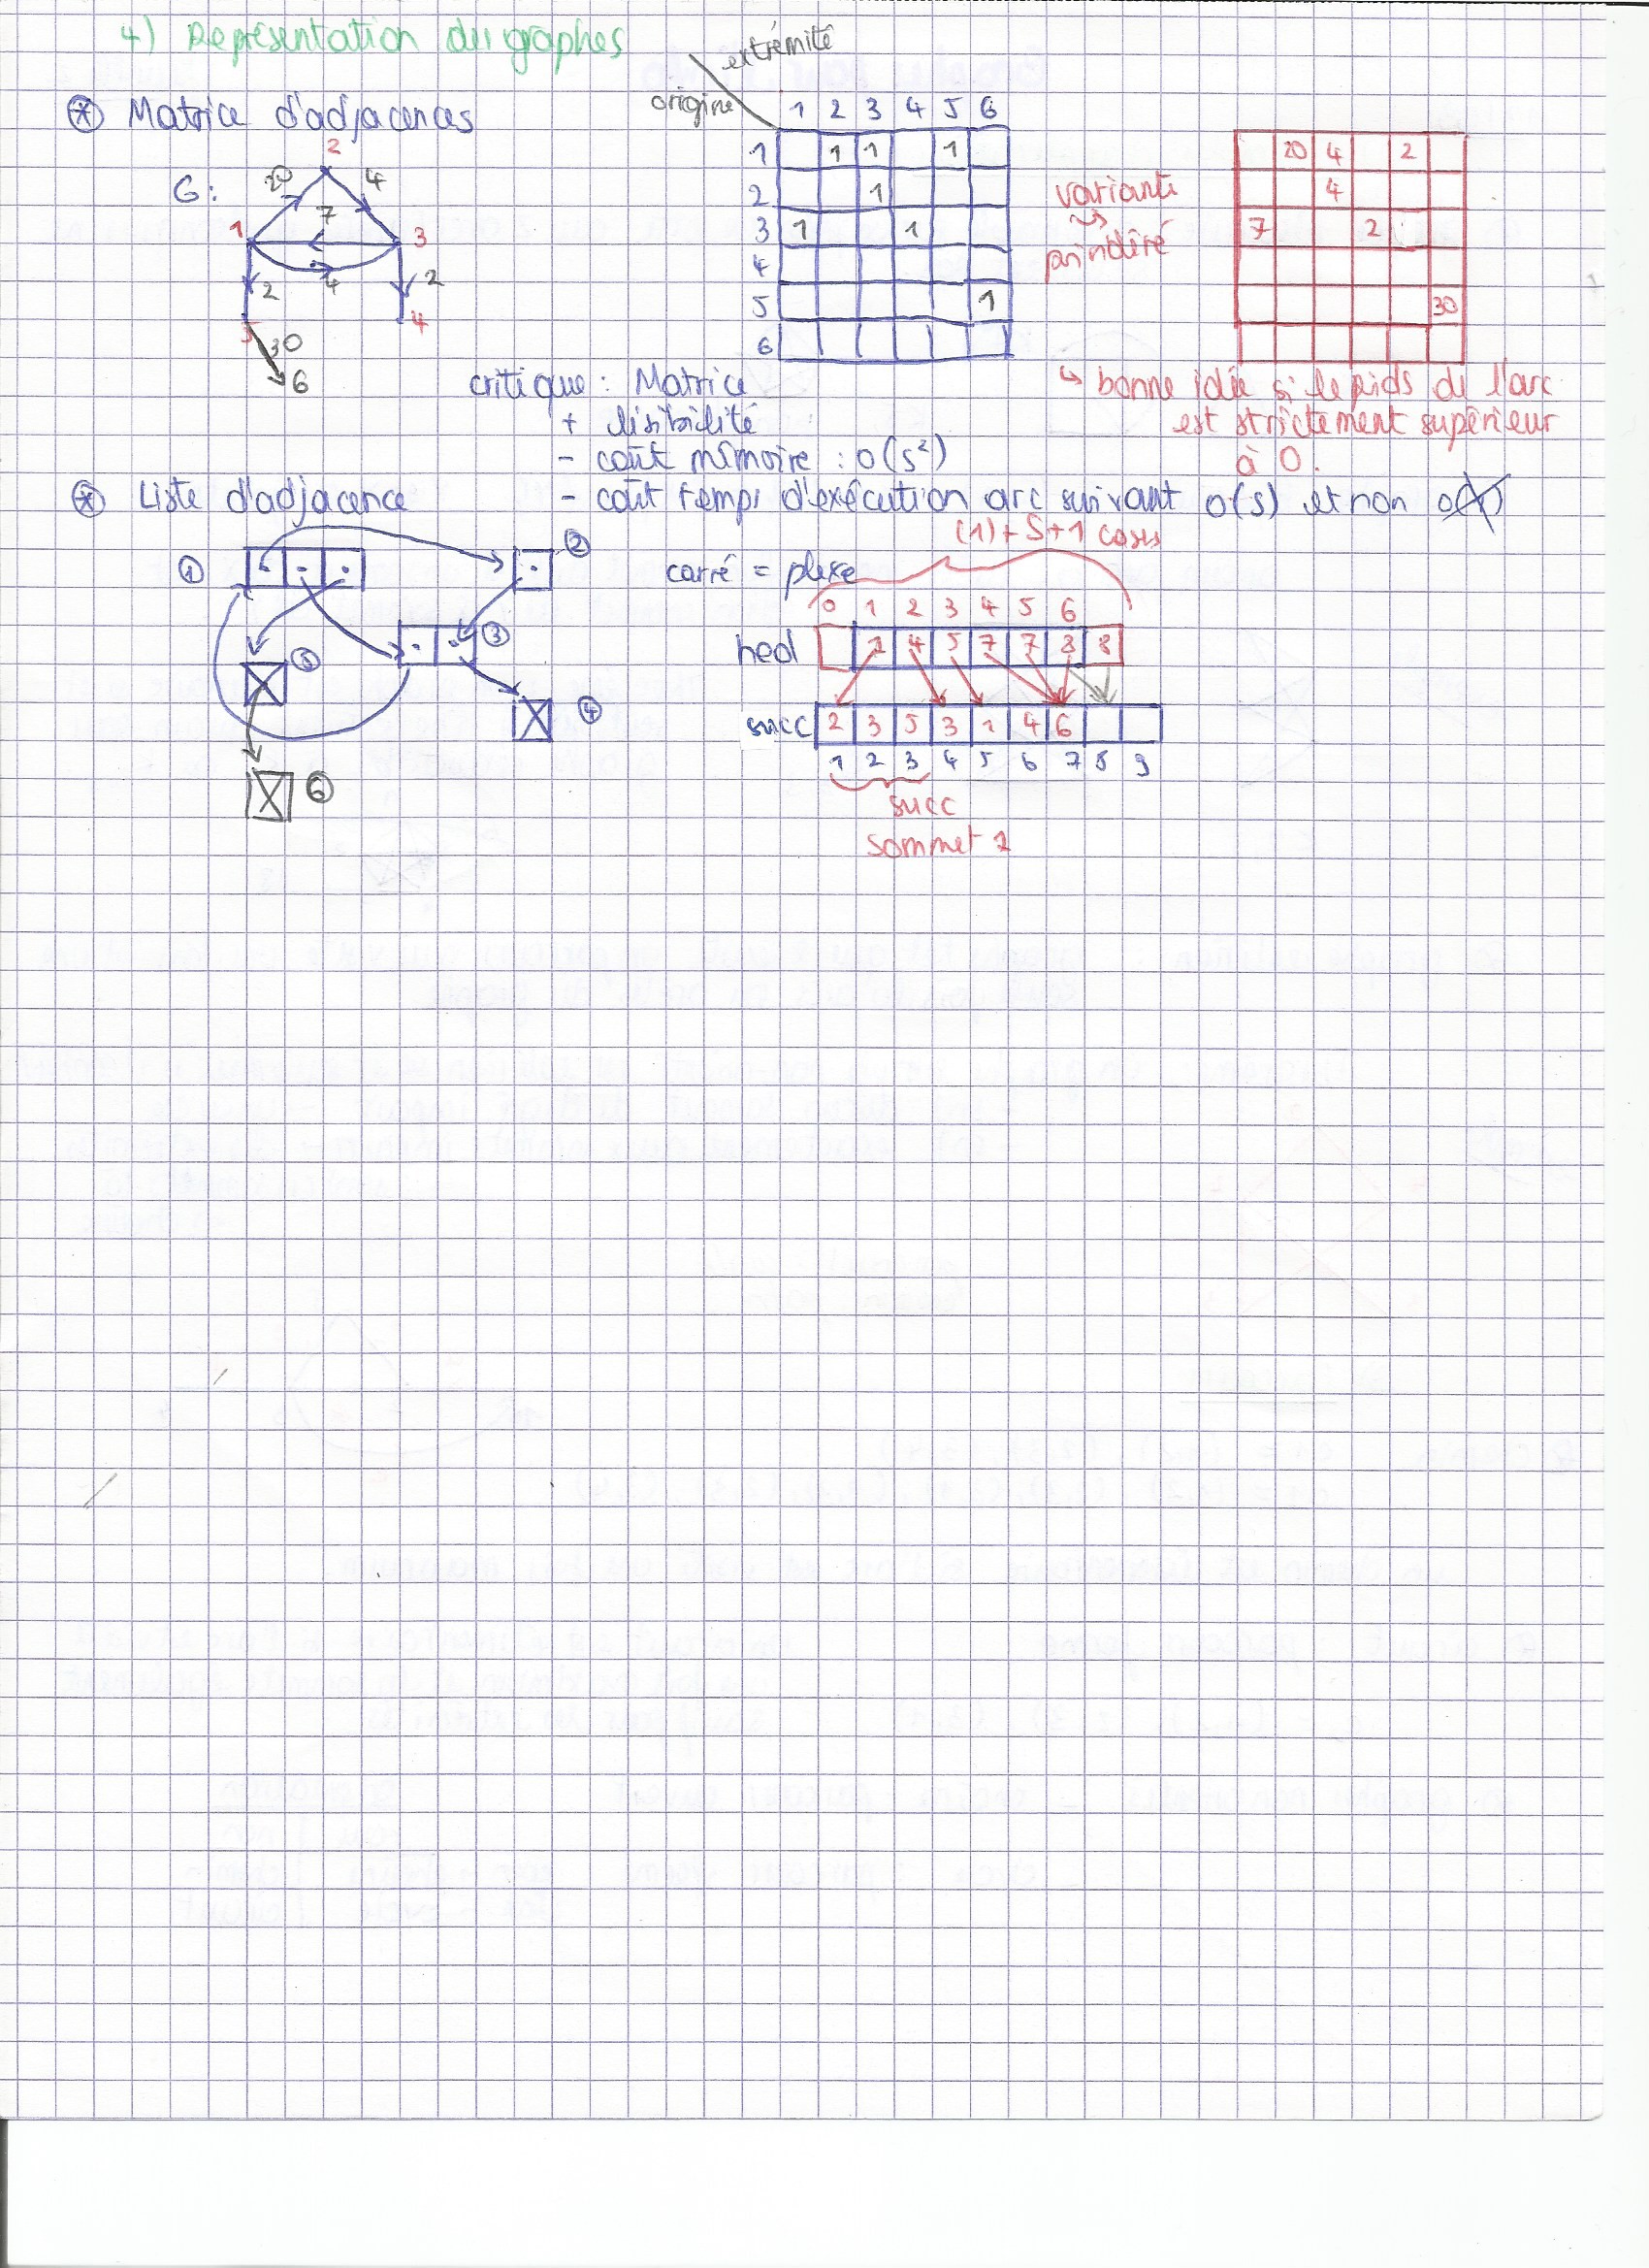 4) Représentation des graphes
extrémité
origine
⊛ Matrice d'adjacences
G:
2
20 4
7
1 3
4
2 2
5 4
30
6
1 2 3 4 5 6
1 1 1 1
2 1
3 1 1
4
5 1
6
variante
pondéré
20 4 2
4
7 2
30
↳ bonne idée si le poids de l'arc
est strictement supérieur
à 0.
critique : Matrice
+ lisibilité
- coût mémoire : o(s²)
- coût temps d'exécution arc suivant o(s) et non
⊛ Liste d'adjacence
① ②
③
⑤
④
⑥
carré = plexe
(1) + S + 1 cases
0 1 2 3 4 5 6
hed 1 4 5 7 7 8 8
succ 2 3 5 3 1 4 6
1 2 3 4 5 6 7 8 9
succ
sommet 1